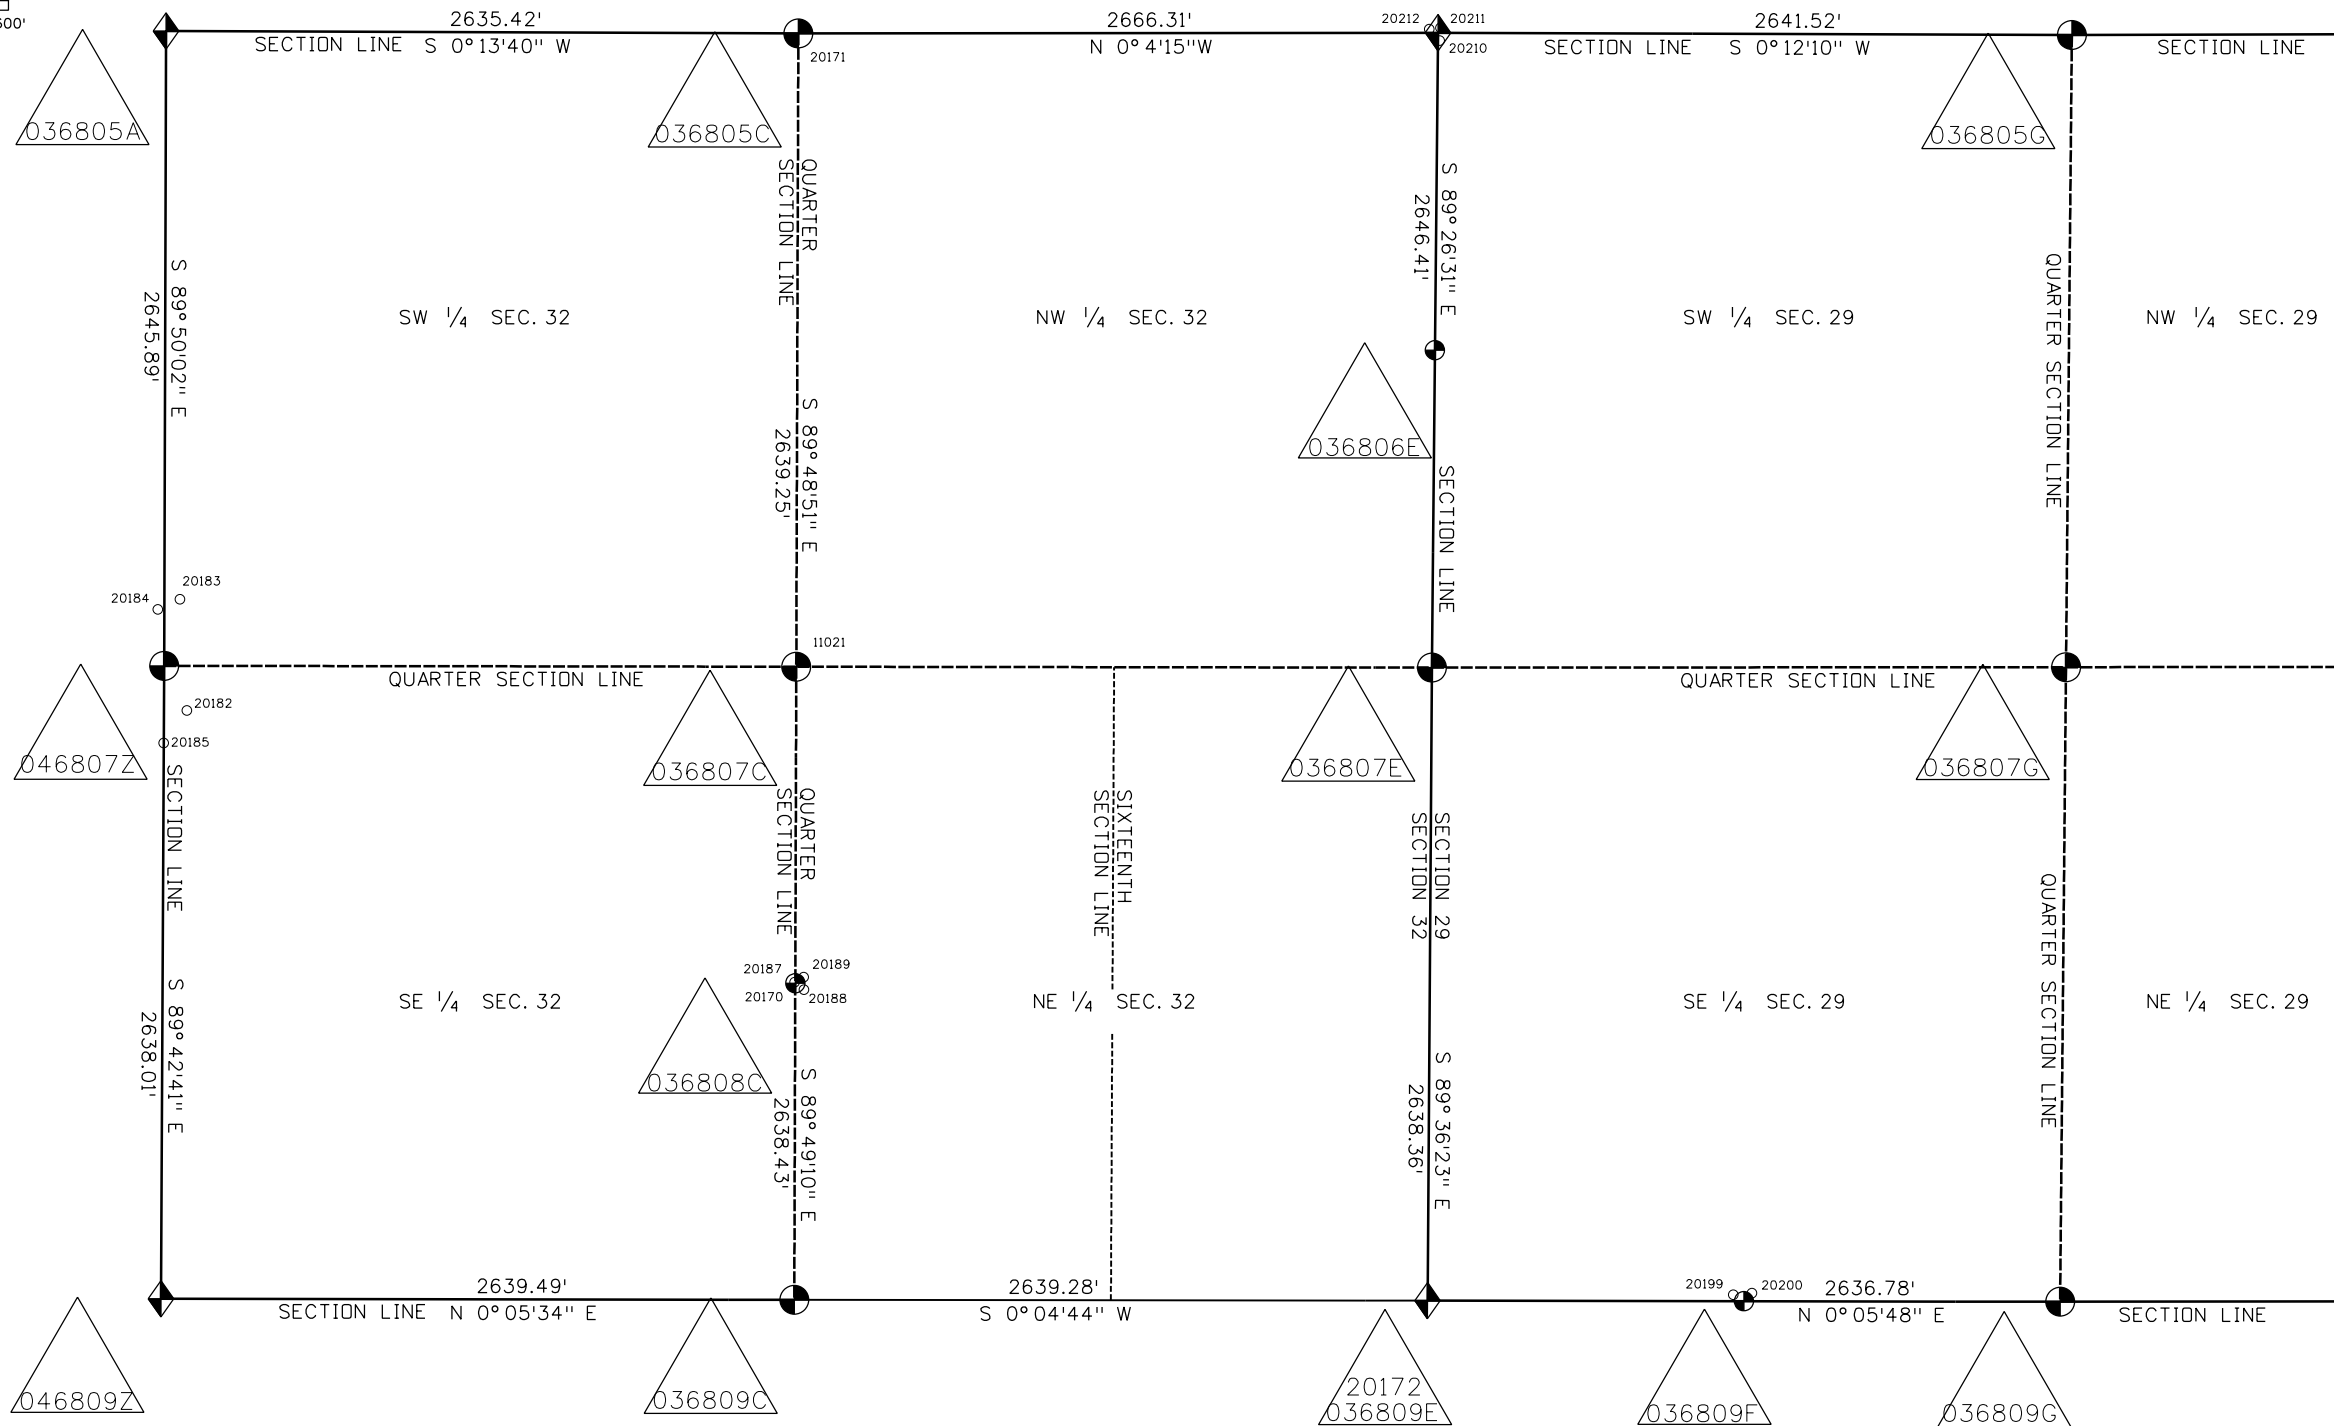 600'
2635.42'
SECTION LINE S 0°13'40" W
20171
2666.31'
N 0°4'15"W
20212
20211
20210
2641.52'
SECTION LINE S 0°12'10" W
SECTION LINE
036805A
036805C
036805G
QUARTER
SECTION LINE
S 89°26'31" E
2646.41'
QUARTER SECTION LINE
S 89°50'02" E
2645.89'
SW 1/4 SEC. 32
NW 1/4 SEC. 32
SW 1/4 SEC. 29
NW 1/4 SEC. 29
S 89°48'51" E
2639.25'
036806E
SECTION LINE
20183
20184
11021
QUARTER SECTION LINE
QUARTER SECTION LINE
20182
20185
046807Z
036807C
036807E
036807G
SECTION LINE
QUARTER
SECTION LINE
SIXTEENTH
SECTION LINE
SECTION 29
SECTION 32
QUARTER SECTION LINE
20187
20189
20170
20188
S 89°42'41" E
2638.01'
SE 1/4 SEC. 32
NE 1/4 SEC. 32
SE 1/4 SEC. 29
NE 1/4 SEC. 29
036808C
S 89°49'10" E
2638.43'
S 89°36'23" E
2638.36'
2639.49'
SECTION LINE N 0°05'34" E
2639.28'
S 0°04'44" W
20199
20200
2636.78'
N 0°05'48" E
SECTION LINE
046809Z
036809C
20172
036809E
036809F
036809G